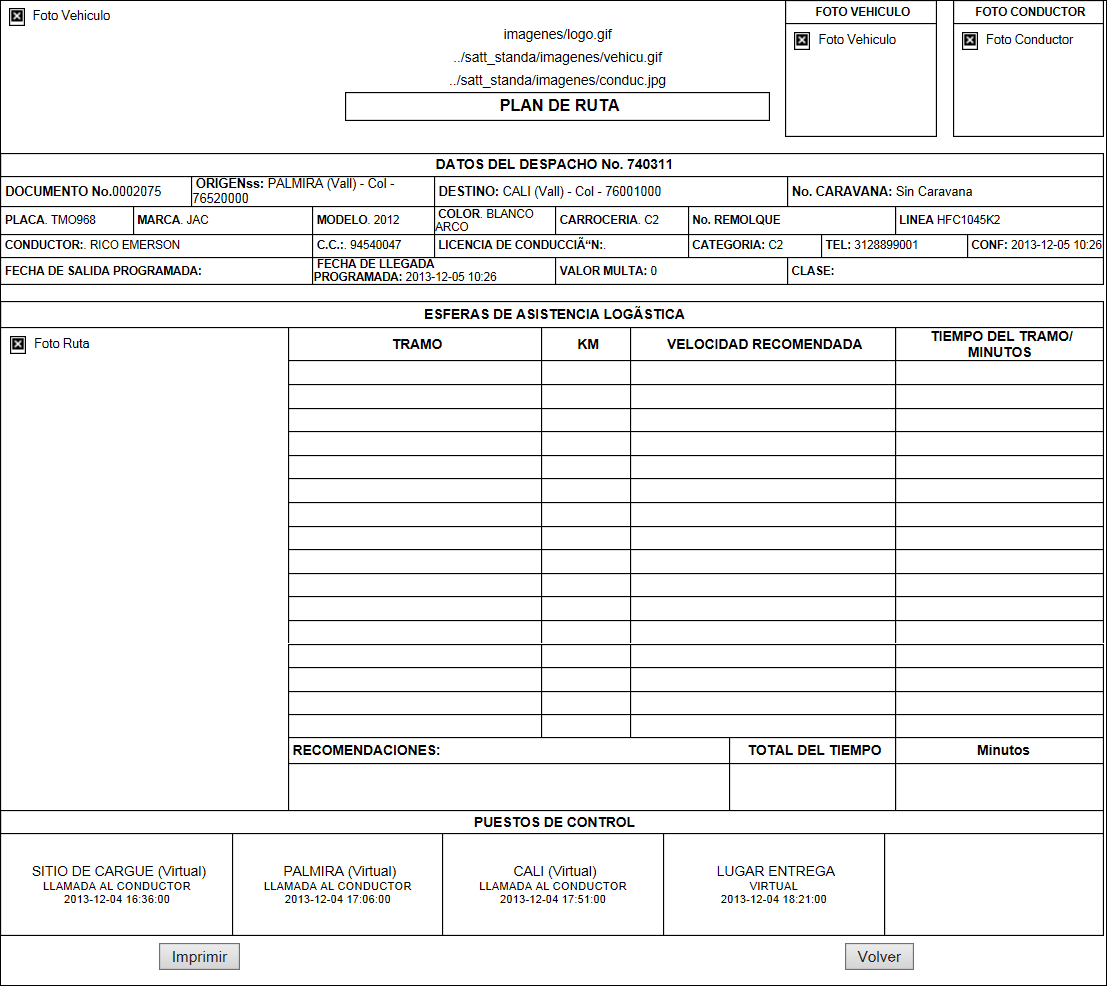 Foto Vehiculo
imagenes/logo.gif
../satt_standa/imagenes/vehicu.gif
../satt_standa/imagenes/conduc.jpg
PLAN DE RUTA
FOTO VEHICULO
Foto Vehiculo
FOTO CONDUCTOR
Foto Conductor
DATOS DEL DESPACHO No. 740311
DOCUMENTO No.0002075
ORIGENss: PALMIRA (Vall) - Col -
76520000
DESTINO: CALI (Vall) - Col - 76001000
No. CARAVANA: Sin Caravana
PLACA. TMO968
MARCA. JAC
MODELO. 2012
COLOR. BLANCO
ARCO
CARROCERIA. C2
No. REMOLQUE
LINEA HFC1045K2
CONDUCTOR:. RICO EMERSON
C.C.:. 94540047
LICENCIA DE CONDUCCIÃ“N:.
CATEGORIA: C2
TEL: 3128899001
CONF: 2013-12-05 10:26
FECHA DE SALIDA PROGRAMADA:
FECHA DE LLEGADA
PROGRAMADA: 2013-12-05 10:26
VALOR MULTA: 0
CLASE:
ESFERAS DE ASISTENCIA LOGÃSTICA
Foto Ruta
TRAMO
KM
VELOCIDAD RECOMENDADA
TIEMPO DEL TRAMO/
MINUTOS
RECOMENDACIONES:
TOTAL DEL TIEMPO
Minutos
PUESTOS DE CONTROL
SITIO DE CARGUE (Virtual)
LLAMADA AL CONDUCTOR
2013-12-04 16:36:00
PALMIRA (Virtual)
LLAMADA AL CONDUCTOR
2013-12-04 17:06:00
CALI (Virtual)
LLAMADA AL CONDUCTOR
2013-12-04 17:51:00
LUGAR ENTREGA
VIRTUAL
2013-12-04 18:21:00
Imprimir
Volver